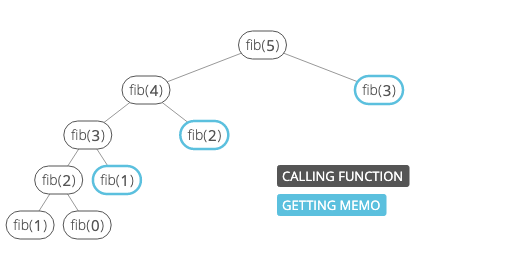 fib(5)
fib(4) fib(3)
fib(3) fib(2)
fib(2) fib(1)
CALLING FUNCTION
GETTING MEMO
fib(1) fib(0)